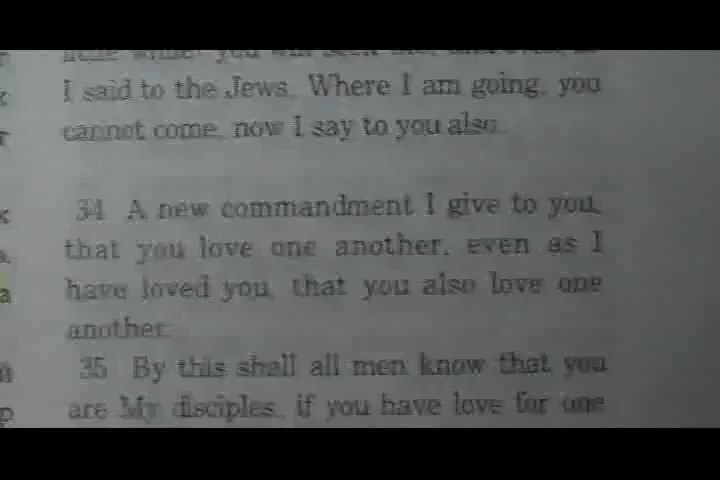 I said to the Jews, Where I am going, you
cannot come, now I say to you also.
34 A new commandment I give to you,
that you love one another, even as I
have loved you, that you also love one
another.
35 By this shall all men know that you
are My disciples, if you have love for one